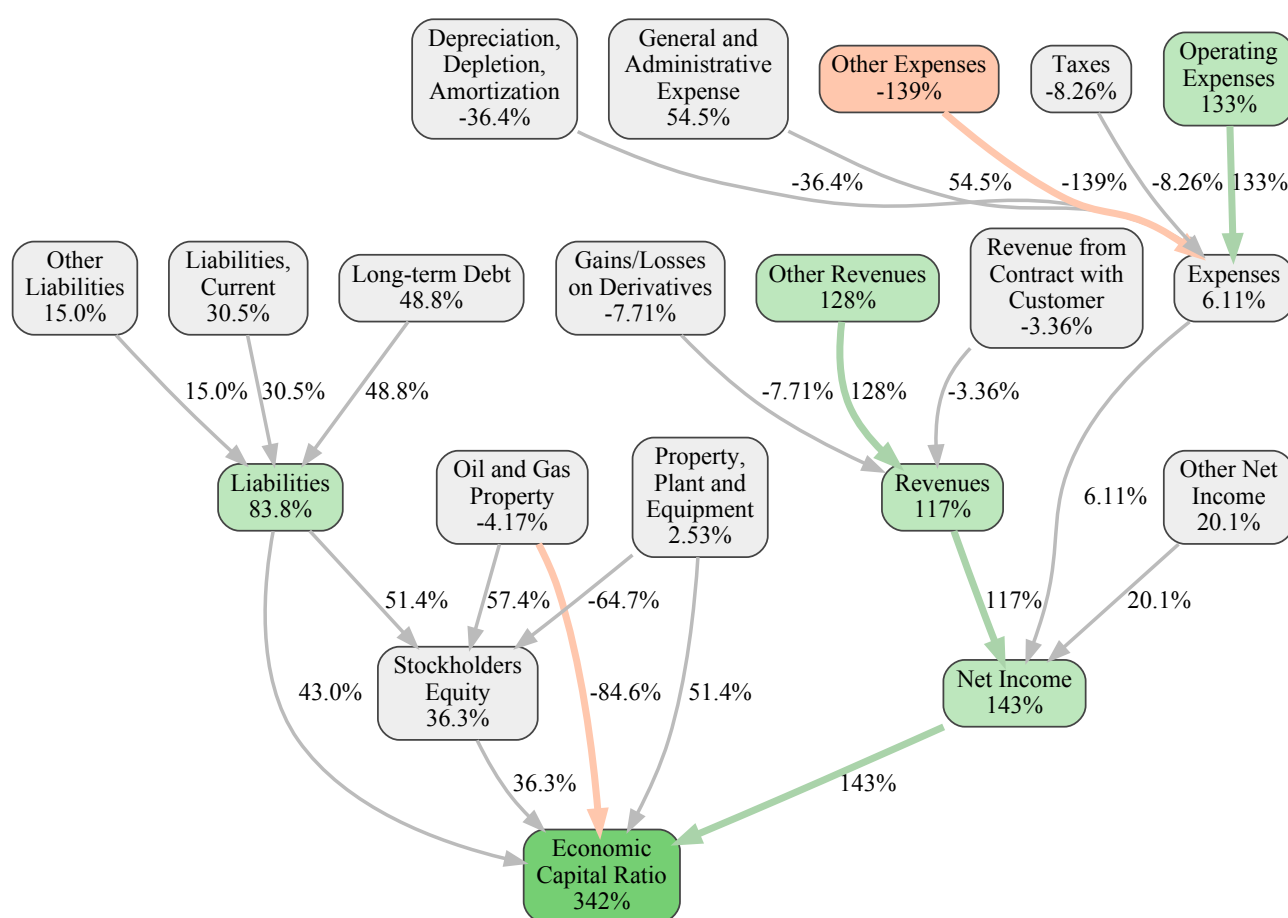 Depreciation,
Depletion,
Amortization
-36.4%
General and
Administrative
Expense
54.5%
Other Expenses
-139%
Taxes
-8.26%
Operating
Expenses
133%
-36.4%
54.5%
-139%
-8.26%
133%
Other
Liabilities
15.0%
Liabilities,
Current
30.5%
Long-term Debt
48.8%
Gains/Losses
on Derivatives
-7.71%
Other Revenues
128%
Revenue from
Contract with
Customer
-3.36%
Expenses
6.11%
15.0%
30.5%
48.8%
-7.71%
128%
-3.36%
Liabilities
83.8%
Oil and Gas
Property
-4.17%
Property,
Plant and
Equipment
2.53%
Revenues
117%
6.11%
Other Net
Income
20.1%
51.4%
57.4%
-64.7%
117%
20.1%
Stockholders
Equity
36.3%
Net Income
143%
43.0%
-84.6%
51.4%
36.3%
143%
Economic
Capital Ratio
342%